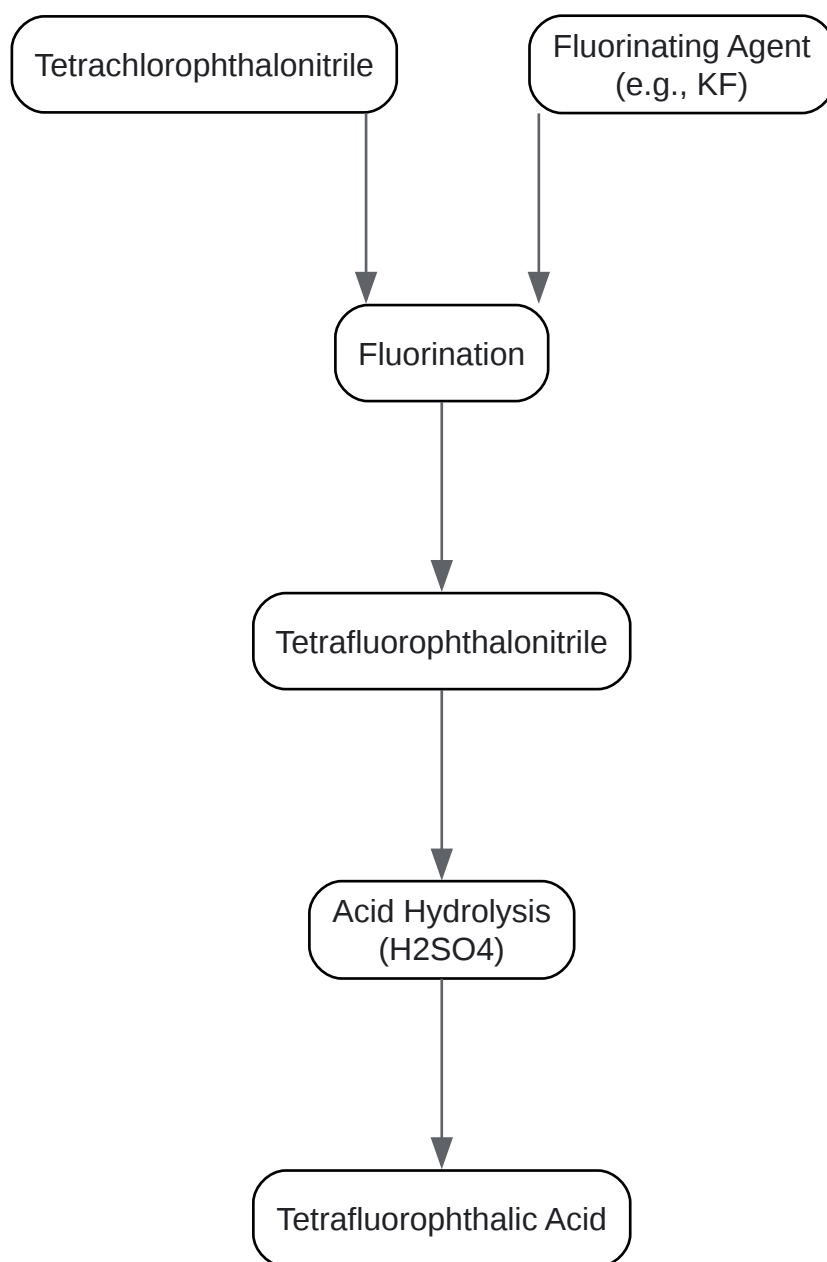 Tetrachlorophthalonitrile
Fluorinating Agent
(e.g., KF)
Fluorination
Tetrafluorophthalonitrile
Acid Hydrolysis
(H2SO4)
Tetrafluorophthalic Acid